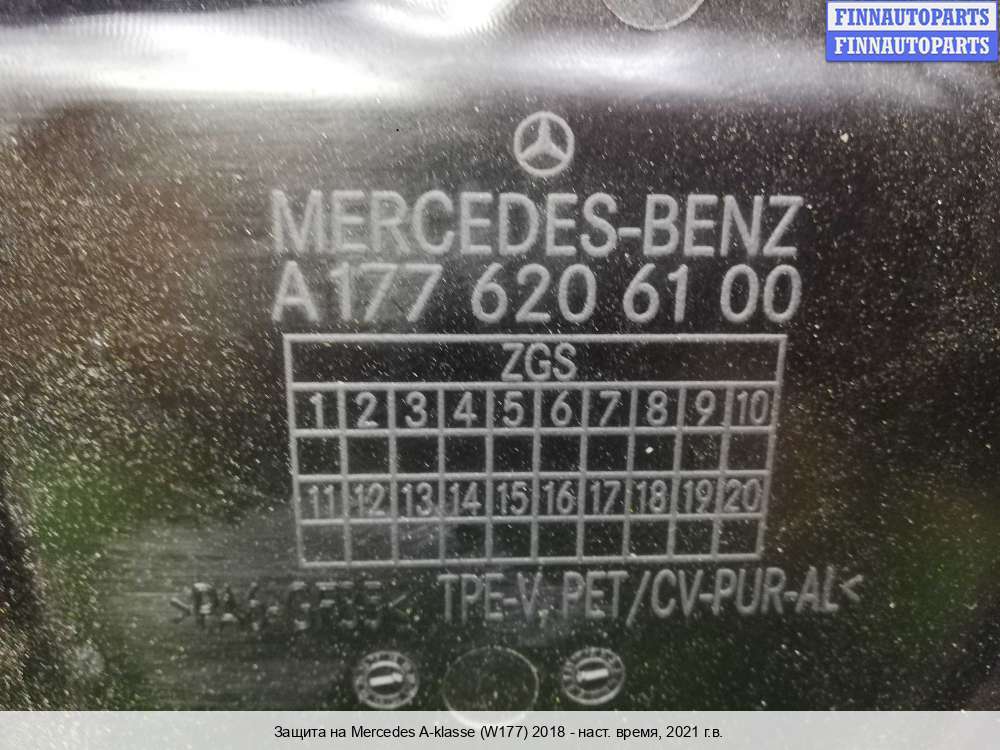 FINNAUTOPARTS
FINNAUTOPARTS
MERCEDES-BENZ
A 177 620 61 00
ZGS
1 2 3 4 5 6 7 8 9 10
11 12 13 14 15 16 17 18 19 20
>PA6-GF35< TPE-V, PET/CV-PUR-AL<
Защита на Mercedes A-klasse (W177) 2018 - наст. время, 2021 г.в.